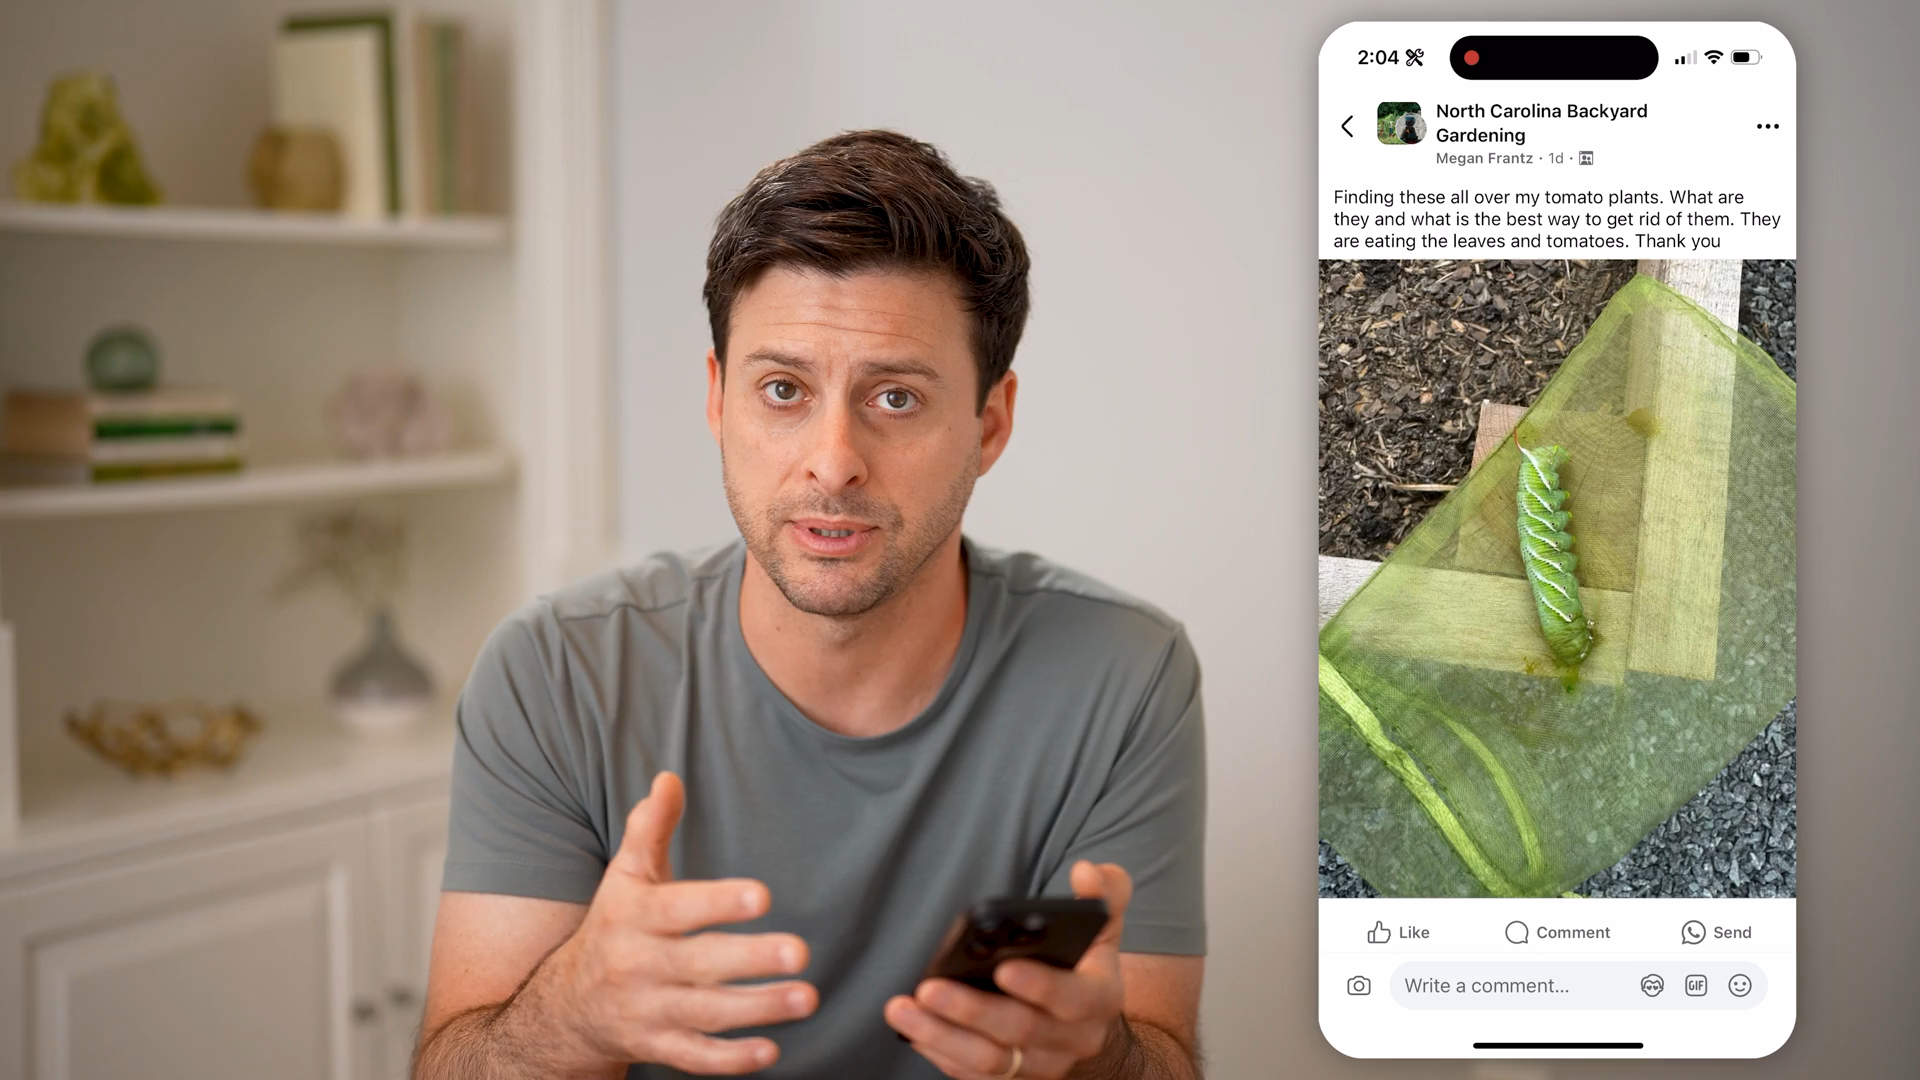 2:04
North Carolina Backyard
Gardening
Megan Frantz · 1d ·
Finding these all over my tomato plants. What are
they and what is the best way to get rid of them. They
are eating the leaves and tomatoes. Thank you
Like
Comment
Send
Write a comment...
GIF